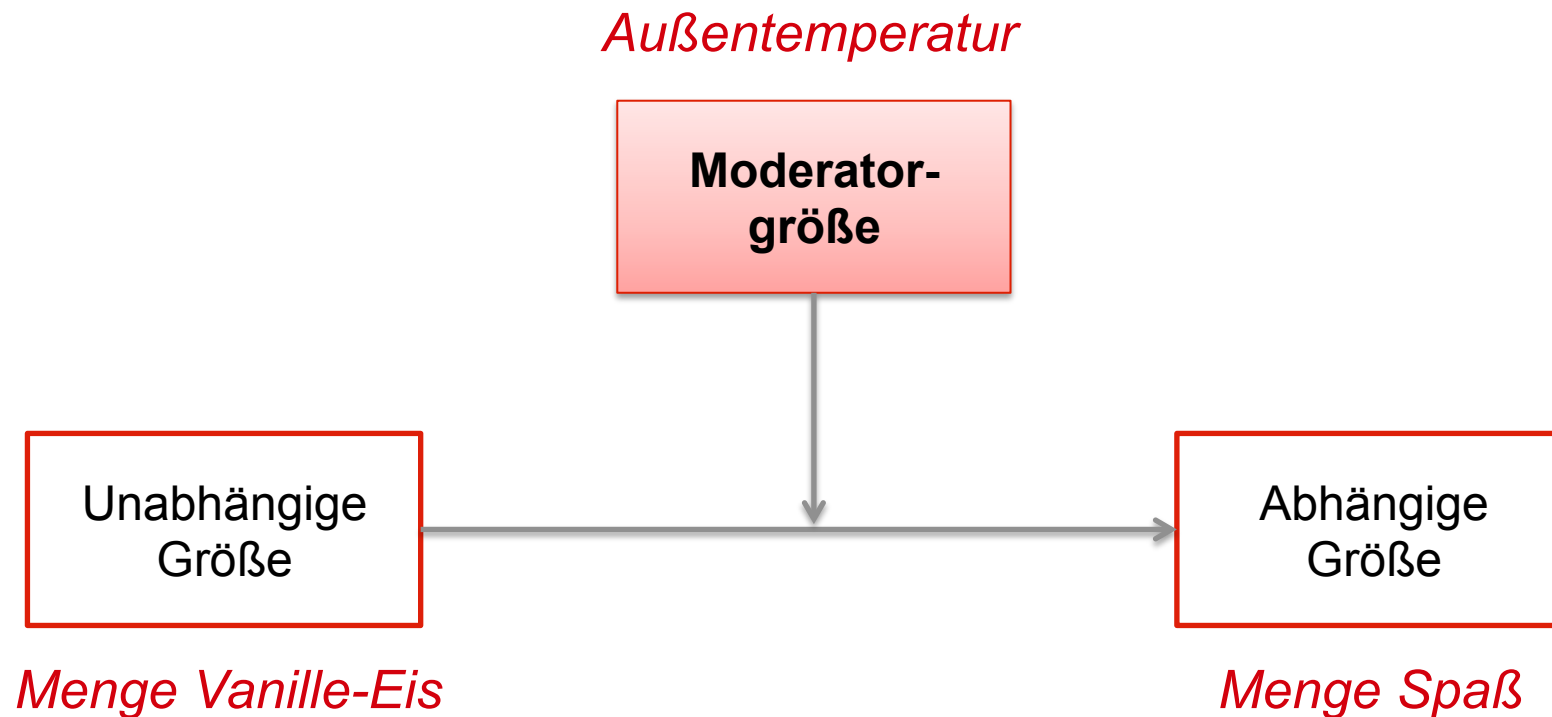 Außentemperatur
Moderator-
größe
Unabhängige
Größe
Abhängige
Größe
Menge Vanille-Eis
Menge Spaß